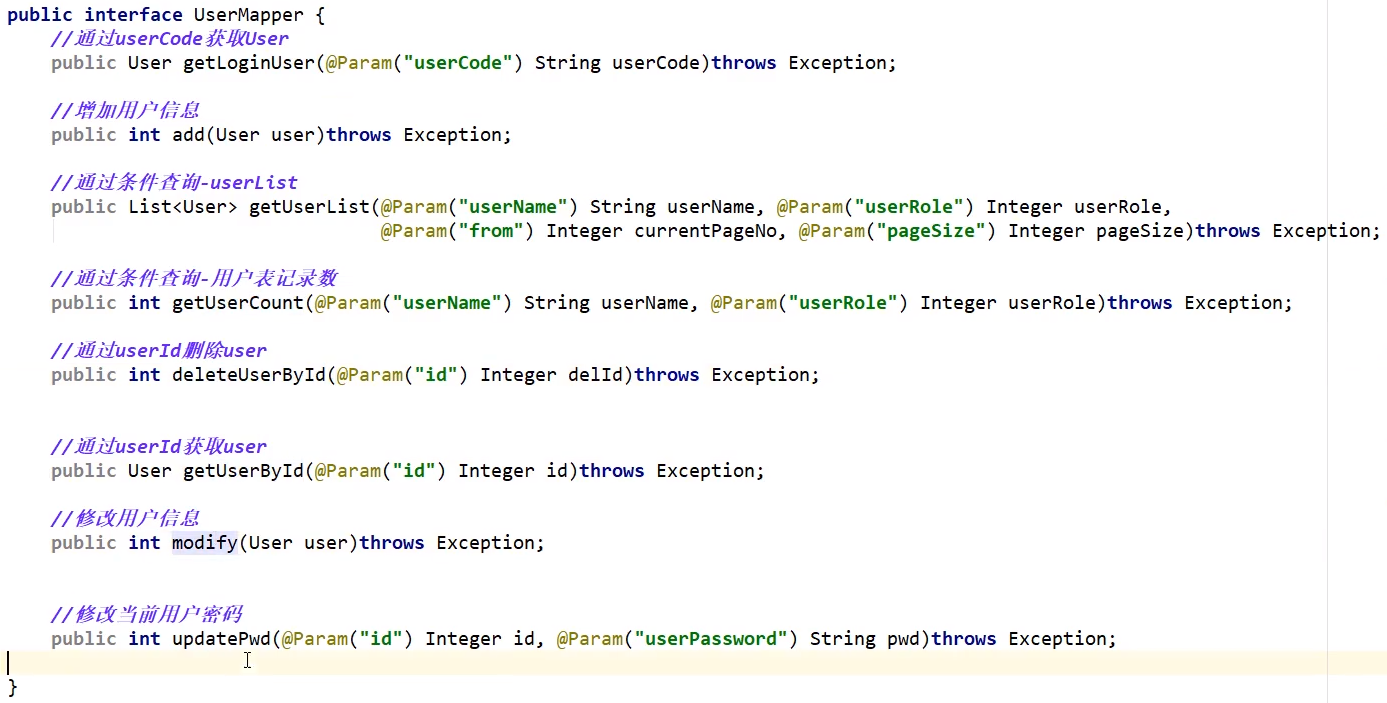 public interface UserMapper {
//通过userCode获取User
public User getLoginUser(@Param("userCode") String userCode)throws Exception;
//增加用户信息
public int add(User user)throws Exception;
//通过条件查询-userList
public List<User> getUserList(@Param("userName") String userName, @Param("userRole") Integer userRole,
@Param("from") Integer currentPageNo, @Param("pageSize") Integer pageSize)throws Exception;
//通过条件查询-用户表记录数
public int getUserCount(@Param("userName") String userName, @Param("userRole") Integer userRole)throws Exception;
//通过userId删除user
public int deleteUserById(@Param("id") Integer delId)throws Exception;
//通过userId获取user
public User getUserById(@Param("id") Integer id)throws Exception;
//修改用户信息
public int modify(User user)throws Exception;
//修改当前用户密码
public int updatePwd(@Param("id") Integer id, @Param("userPassword") String pwd)throws Exception;
}